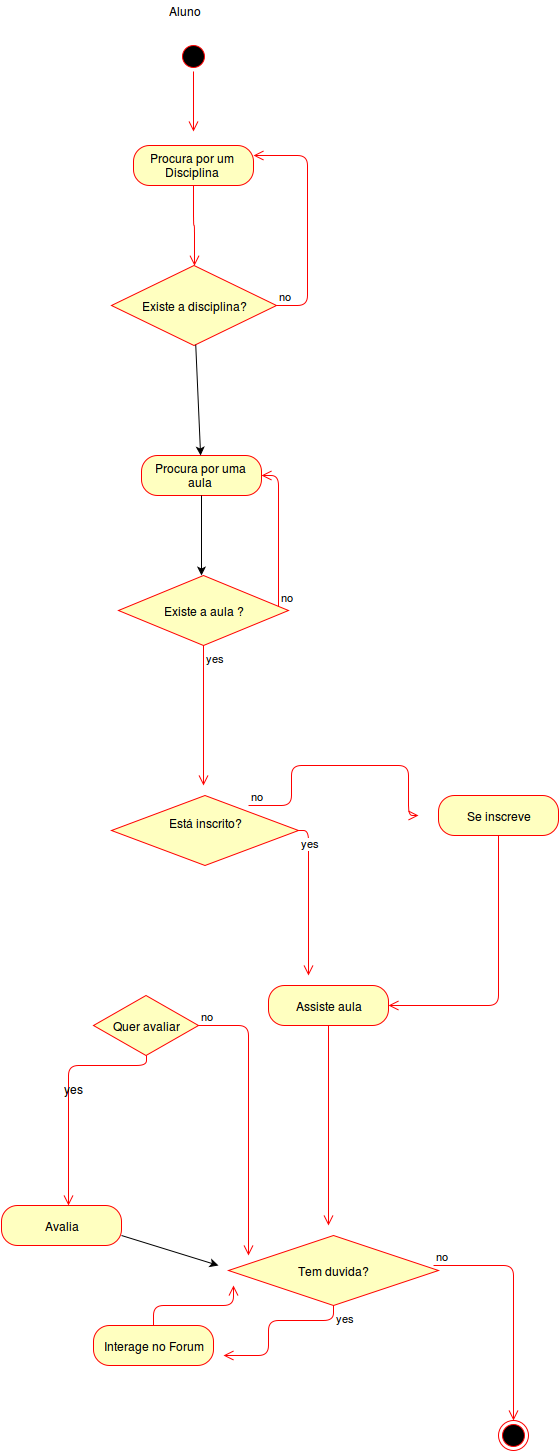 Aluno
Procura por um
Disciplina
no
Existe a disciplina?
Procura por uma
aula
no
Existe a aula ?
yes
no
Se inscreve
Está inscrito?
yes
Assiste aula
no
Quer avaliar
yes
Avalia
no
Tem duvida?
yes
Interage no Forum